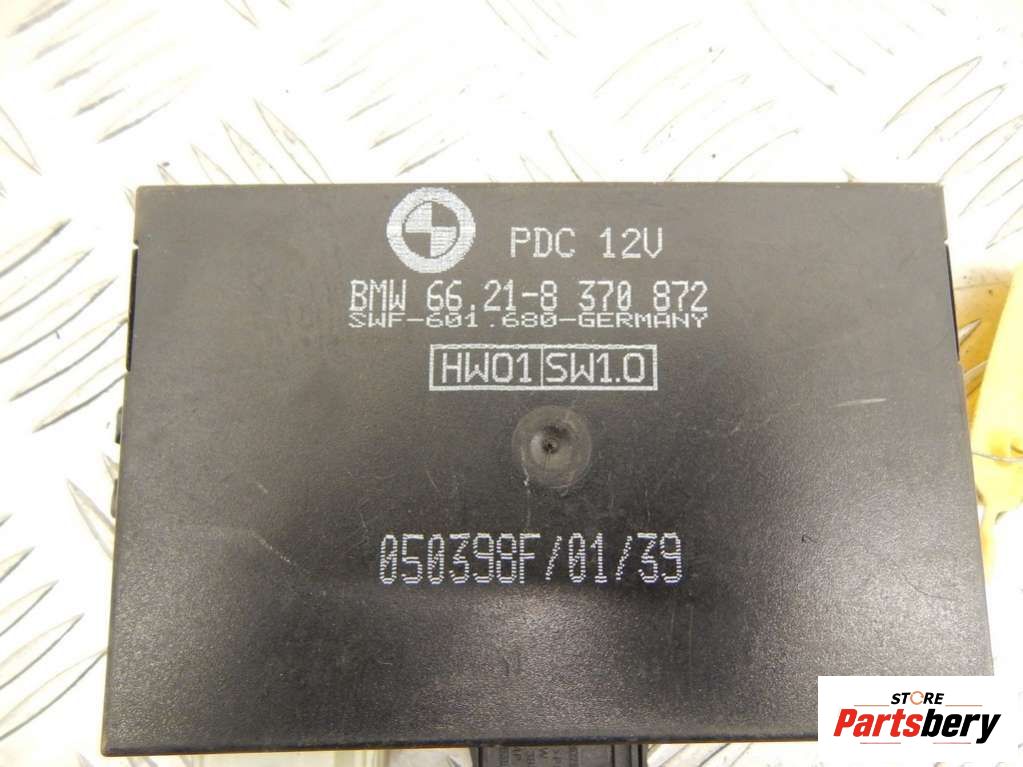 PDC 12V
BMW 66.21-8 370 872
SWF-601.680-GERMANY
HW01 SW1.0
050398F/01/39
STORE
Partsbery